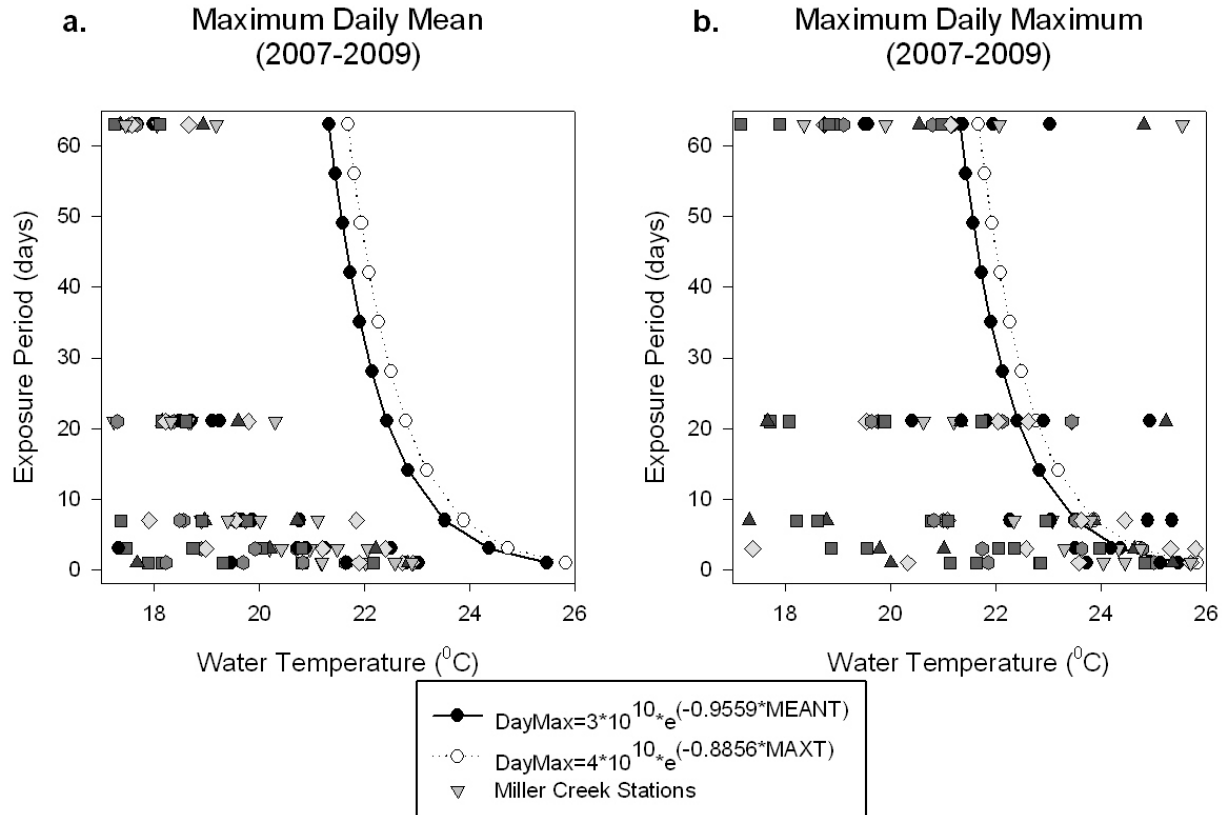 a.
Maximum Daily Mean
(2007-2009)
Exposure Period (days)
60
50
40
30
20
10
0
18
20
22
24
26
Water Temperature (⁰C)
b.
Maximum Daily Maximum
(2007-2009)
Exposure Period (days)
60
50
40
30
20
10
0
18
20
22
24
26
Water Temperature (⁰C)
DayMax=3*10^10*e^(-0.9559*MEANT)
DayMax=4*10^10*e^(-0.8856*MAXT)
Miller Creek Stations